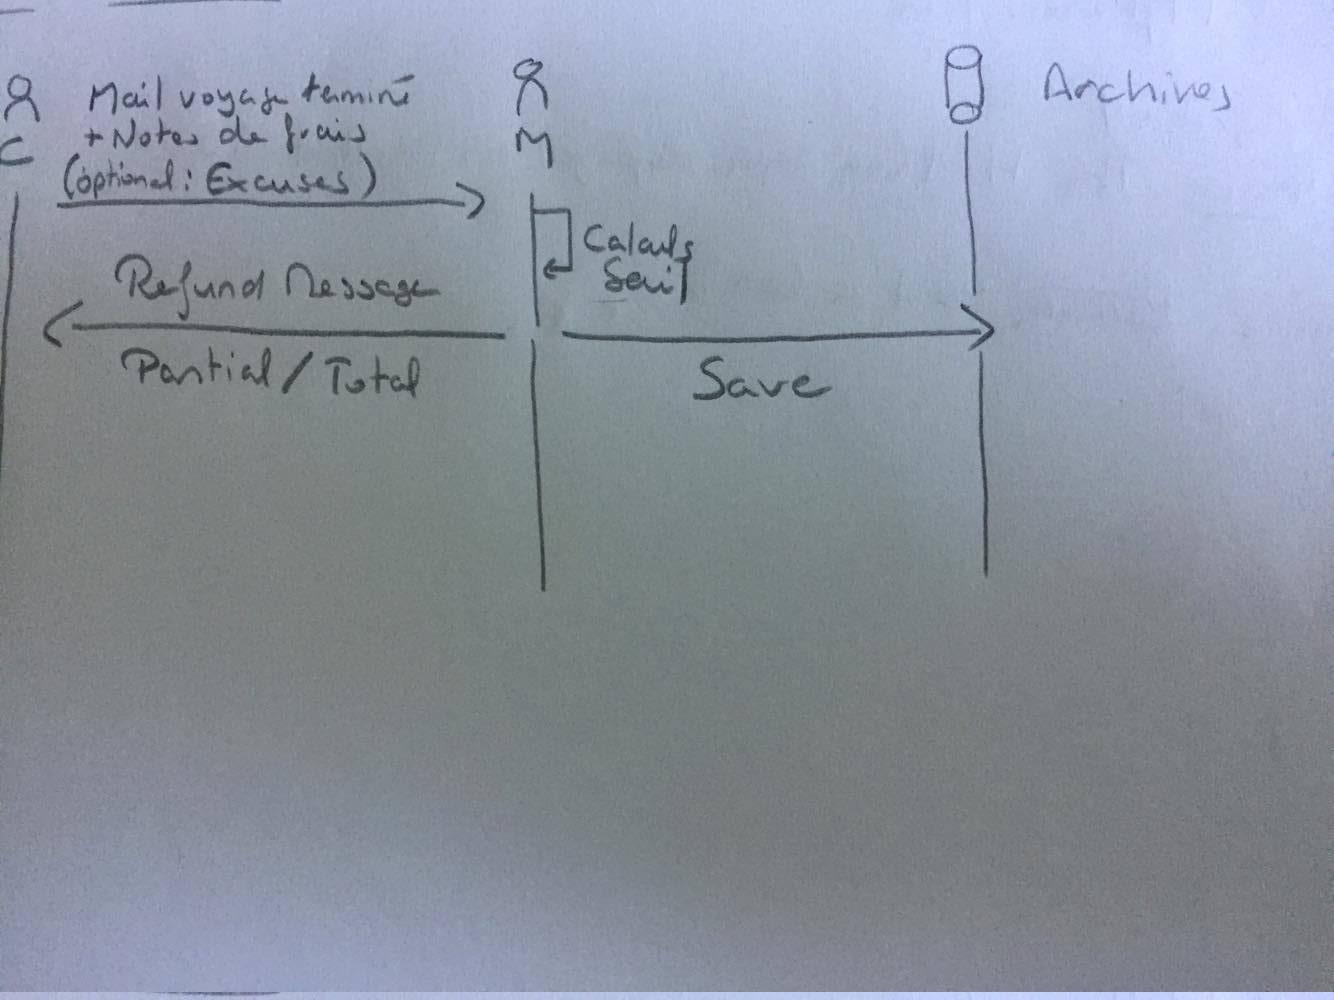 C
Mail voyage terminé
+ Notes de frais
(optional: Excuses)
M
Archives
Calculs
Seuil
Refund Message
Partial / Total
Save